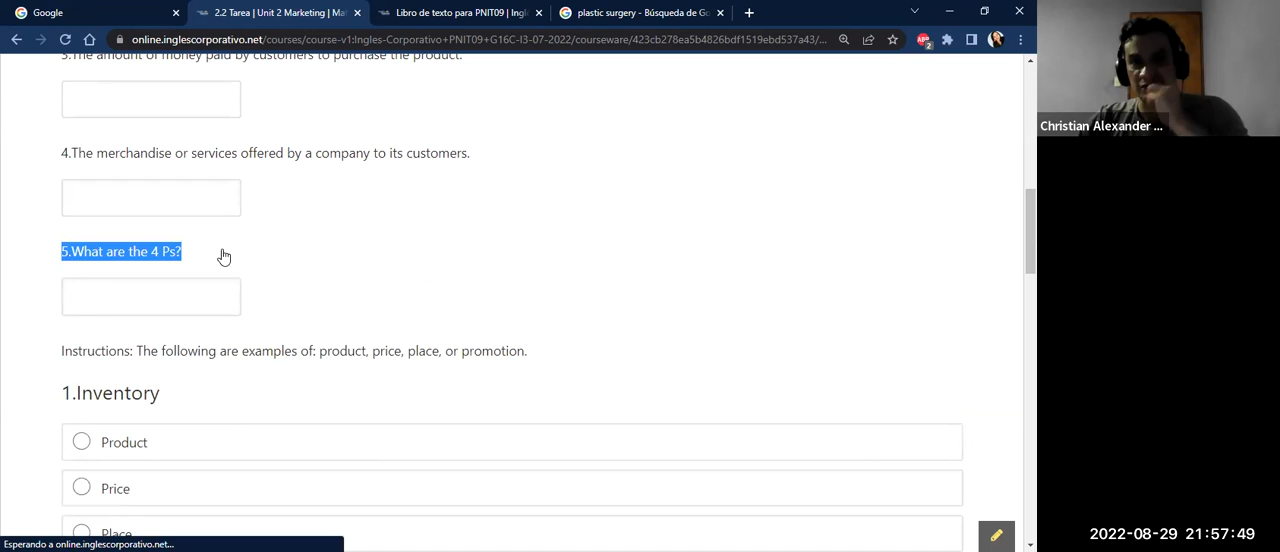 Google
2.2 Tarea | Unit 2 Marketing | Ma
Libro de texto para PNIT09 | Ingl
plastic surgery - Búsqueda de Go
online.inglescorporativo.net/courses/course-v1:Ingles-Corporativo+PNIT09+G16C-I3-07-2022/courseware/423cb278ea5b4826bdf1519ebd537a43/...
2
3.The amount of money paid by customers to purchase the product.
4.The merchandise or services offered by a company to its customers.
5.What are the 4 Ps?
Instructions: The following are examples of: product, price, place, or promotion.
1.Inventory
Product
Price
Place
Esperando a online.inglescorporativo.net...
Christian Alexander ...
2022-08-29 21:57:49